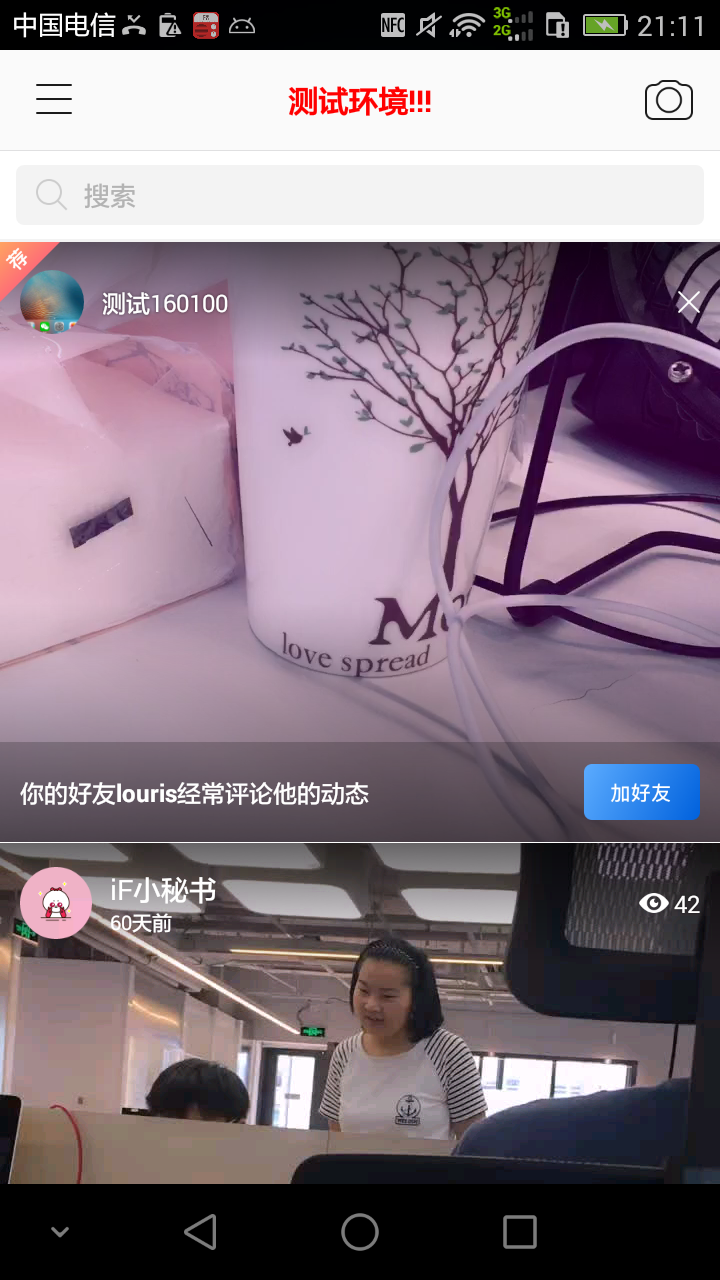 中国电信
FM
NFC
3G
2G
21:11
测试环境!!!
搜索
荐
测试160100
Mo
love spread
你的好友louris经常评论他的动态
加好友
iF小秘书
60天前
42